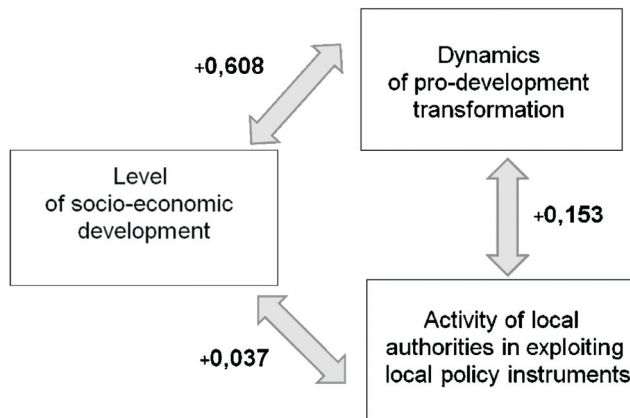 +0,608
Dynamics
of pro-development
transformation
Level
of socio-economic
development
+0,153
+0,037
Activity of local
authorities in exploiting
local policy instruments